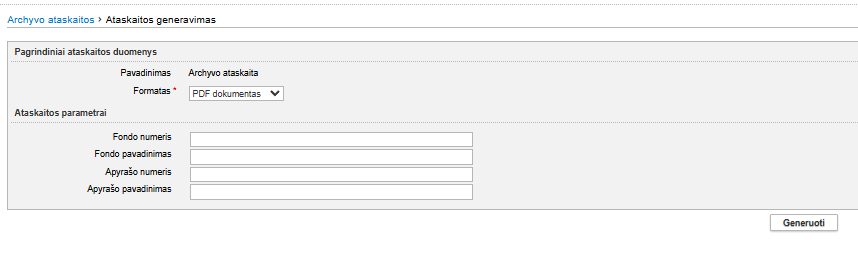 Archyvo ataskaitos › Ataskaitos generavimas
Pagrindiniai ataskaitos duomenys
Pavadinimas Archyvo ataskaita
Formatas * PDF dokumentas
Ataskaitos parametrai
Fondo numeris
Fondo pavadinimas
Apyrašo numeris
Apyrašo pavadinimas
Generuoti